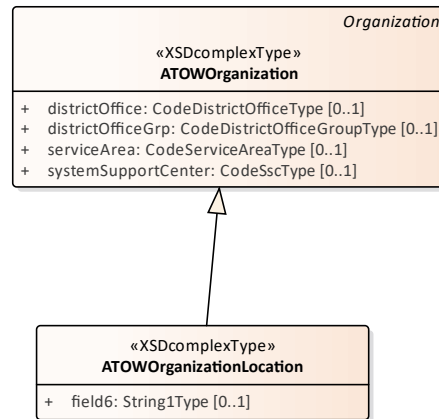 Organization
«XSDcomplexType»
ATOWOrganization
+ districtOffice: CodeDistrictOfficeType [0..1]
+ districtOfficeGrp: CodeDistrictOfficeGroupType [0..1]
+ serviceArea: CodeServiceAreaType [0..1]
+ systemSupportCenter: CodeSscType [0..1]
«XSDcomplexType»
ATOWOrganizationLocation
+ field6: String1Type [0..1]